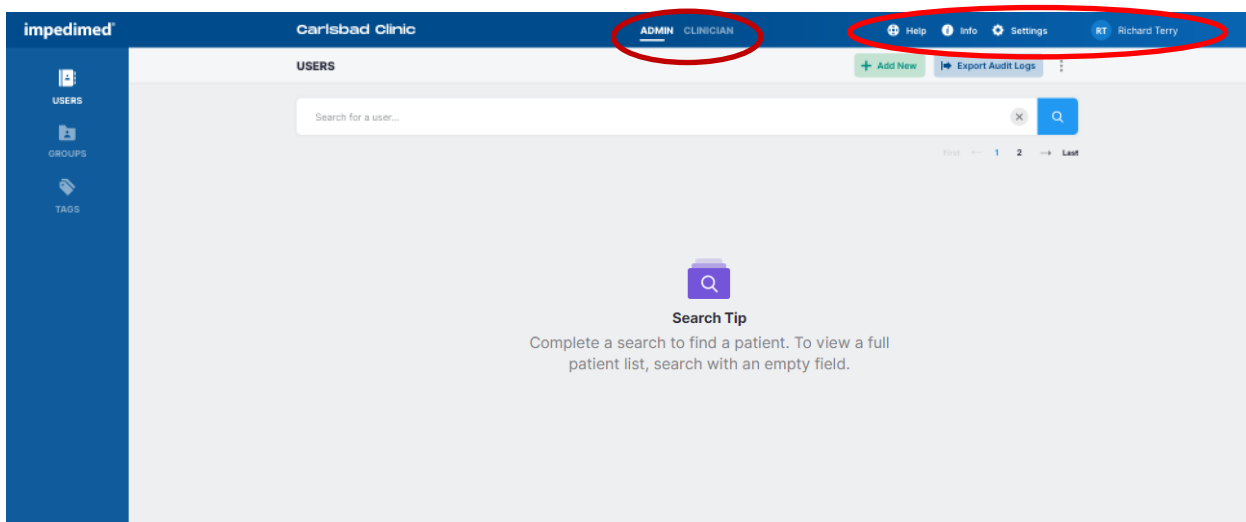 impedimed®
Carlsbad Clinic
ADMIN CLINICIAN
Help Info Settings
RT Richard Terry
USERS
GROUPS
TAGS
USERS
+ Add New Export Audit Logs
Search for a user...
First ← 1 2 → Last
Search Tip
Complete a search to find a patient. To view a full
patient list, search with an empty field.